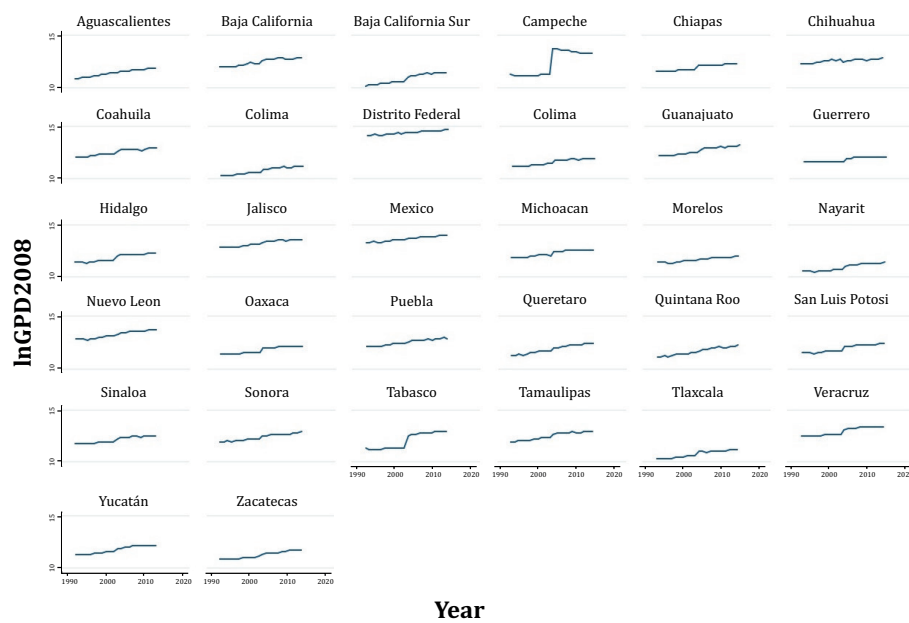 Aguascalientes Baja California Baja California Sur Campeche Chiapas Chihuahua
15
10
Coahuila Colima Distrito Federal Colima Guanajuato Guerrero
15
10
Hidalgo Jalisco Mexico Michoacan Morelos Nayarit
15
10
Nuevo Leon Oaxaca Puebla Queretaro Quintana Roo San Luis Potosi
15
10
Sinaloa Sonora Tabasco Tamaulipas Tlaxcala Veracruz
15
10
1990 2000 2010 2020 1990 2000 2010 2020 1990 2000 2010 2020 1990 2000 2010 2020
Yucatán Zacatecas
15
10
1990 2000 2010 2020 1990 2000 2010 2020
lnGPD2008
Year